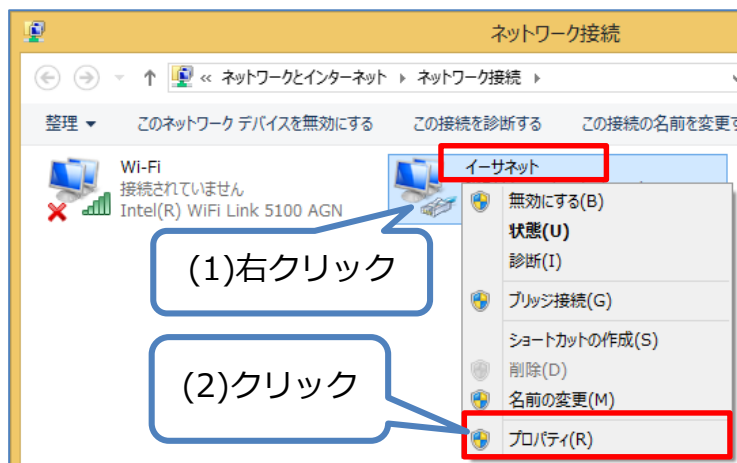 ネットワーク接続
« ネットワークとインターネット ▸ ネットワーク接続 ▸
整理 ▼ このネットワーク デバイスを無効にする この接続を診断する この接続の名前を変更す
Wi-Fi
接続されていません
Intel(R) WiFi Link 5100 AGN
イーサネット
(1)右クリック
無効にする(B)
状態(U)
診断(I)
ブリッジ接続(G)
ショートカットの作成(S)
削除(D)
名前の変更(M)
(2)クリック
プロパティ(R)